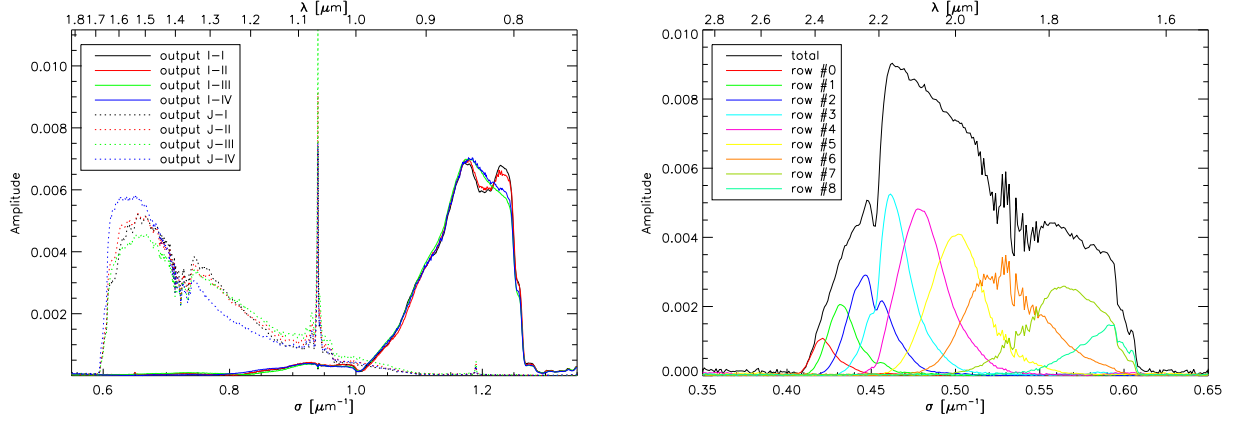 λ [μm]
1.8 1.7 1.6 1.5 1.4 1.3 1.2 1.1 1.0 0.9 0.8
0.010
0.008
0.006
0.004
0.002
Amplitude
output I-I
output I-II
output I-III
output I-IV
output J-I
output J-II
output J-III
output J-IV
0.6 0.8 1.0 1.2
σ [μm⁻¹]
λ [μm]
2.8 2.6 2.4 2.2 2.0 1.8 1.6
0.010
0.008
0.006
0.004
0.002
0.000
Amplitude
total
row #0
row #1
row #2
row #3
row #4
row #5
row #6
row #7
row #8
0.35 0.40 0.45 0.50 0.55 0.60 0.65
σ [μm⁻¹]